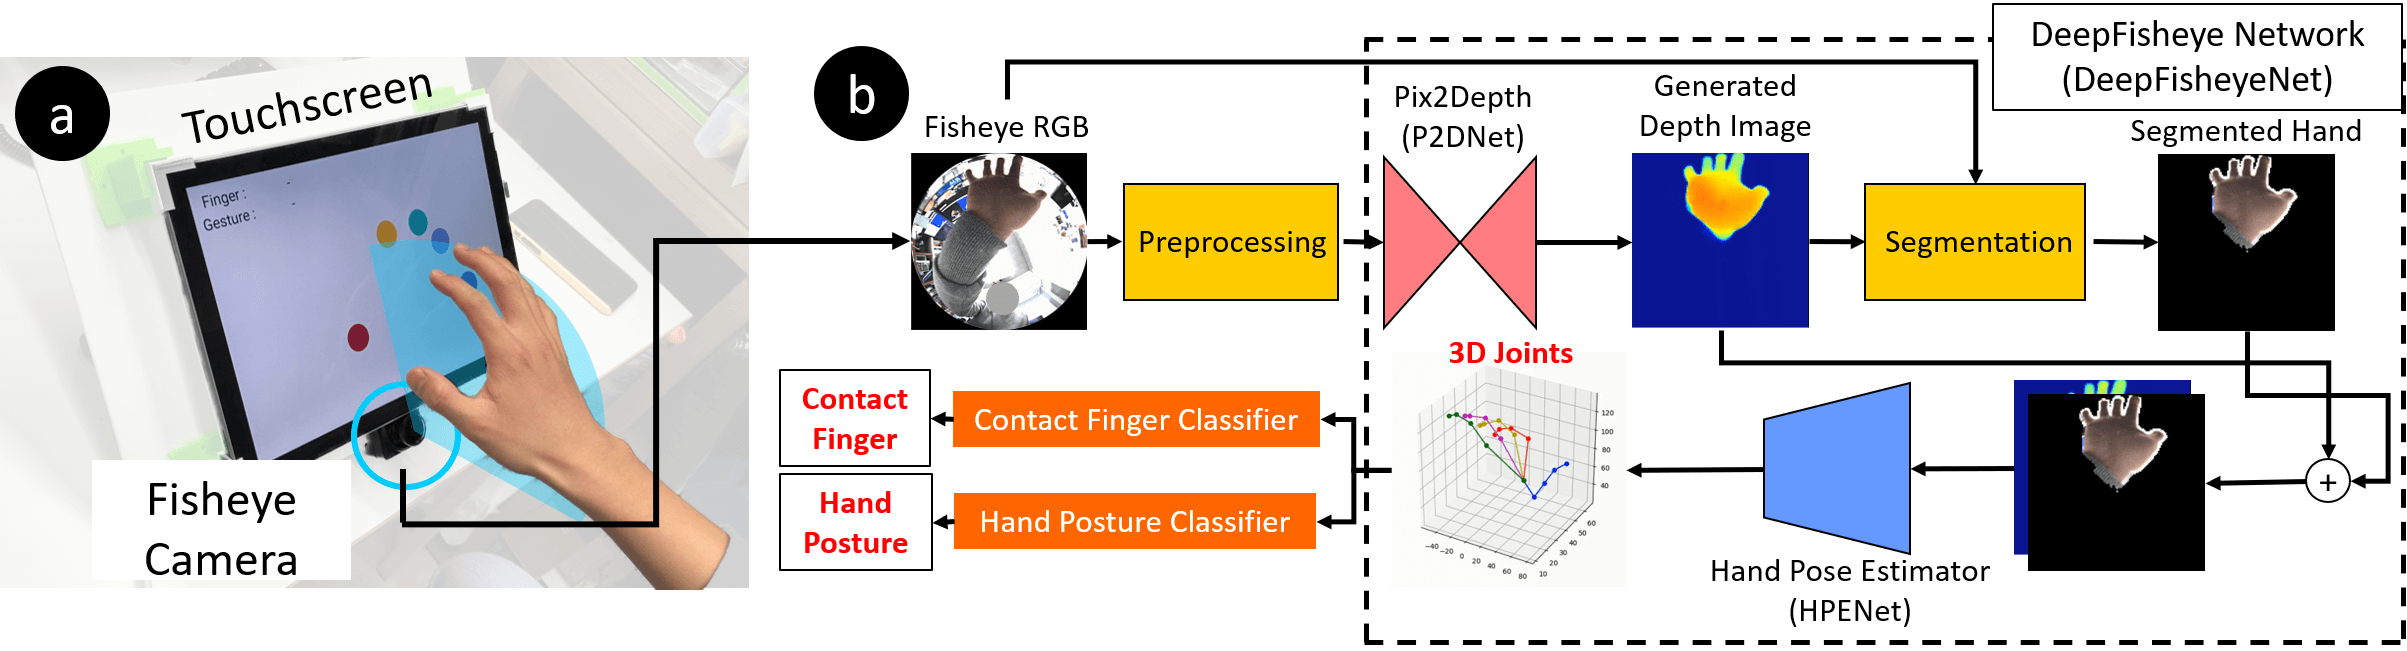 a
Touchscreen
Finger : -
Gesture : -
Fisheye
Camera
b
DeepFisheye Network
(DeepFisheyeNet)
Fisheye RGB
Preprocessing
Pix2Depth
(P2DNet)
Generated
Depth Image
Segmentation
Segmented Hand
+
Hand Pose Estimator
(HPENet)
3D Joints
120
100
80
60
40
60
50
40
30
20
10
−40
−20
0
20
40
60
80
Contact Finger Classifier
Contact
Finger
Hand Posture Classifier
Hand
Posture